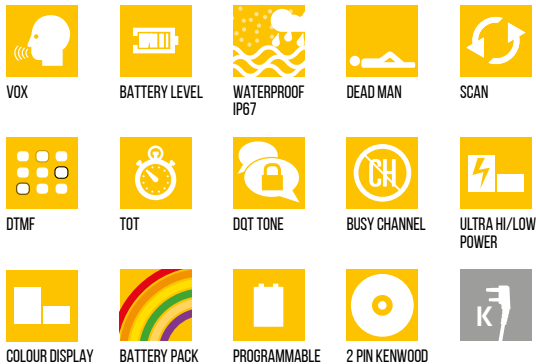 VOX
BATTERY LEVEL
WATERPROOF
IP67
DEAD MAN
SCAN
DTMF
TOT
DQT TONE
CH
BUSY CHANNEL
ULTRA HI/LOW
POWER
COLOUR DISPLAY
BATTERY PACK
PROGRAMMABLE
2 PIN KENWOOD
K